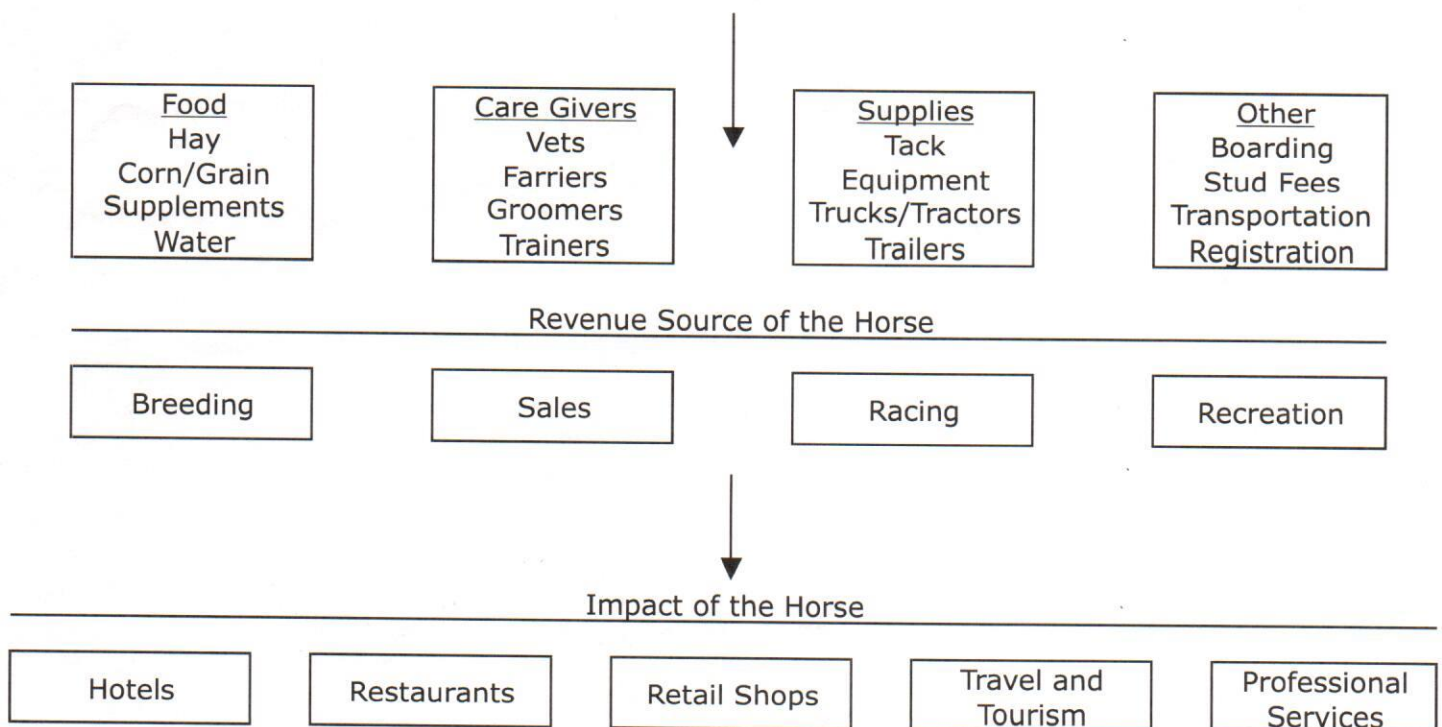 Food
Hay
Corn/Grain
Supplements
Water
Care Givers
Vets
Farriers
Groomers
Trainers
Supplies
Tack
Equipment
Trucks/Tractors
Trailers
Other
Boarding
Stud Fees
Transportation
Registration
Revenue Source of the Horse
Breeding
Sales
Racing
Recreation
Impact of the Horse
Hotels
Restaurants
Retail Shops
Travel and
Tourism
Professional
Services